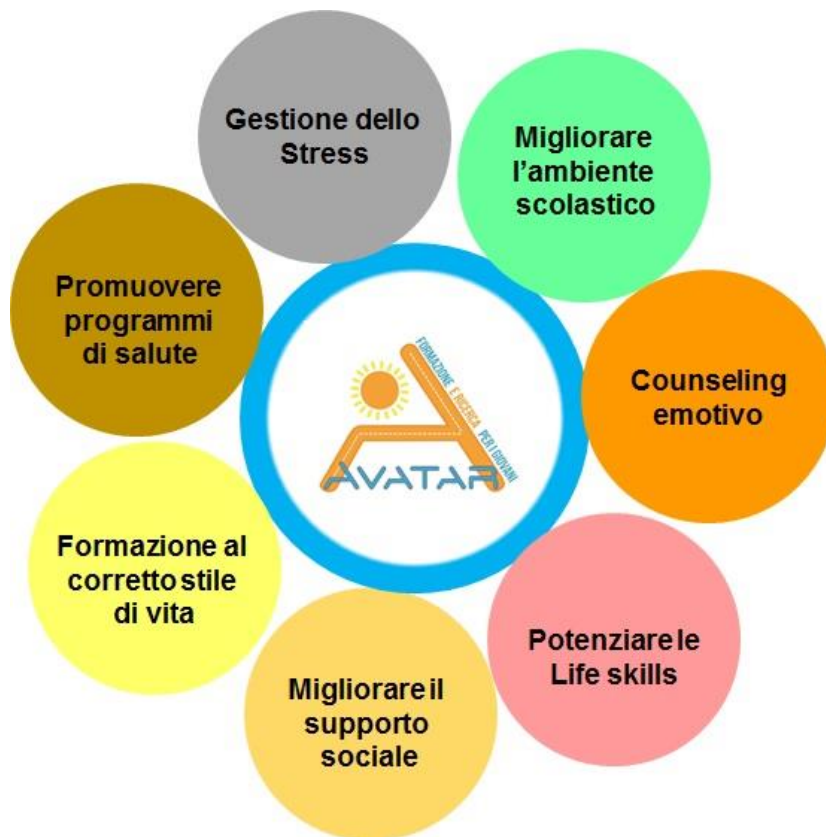 Gestione dello
Stress
Migliorare
l’ambiente
scolastico
Promuovere
programmi
di salute
Counseling
emotivo
FORMAZIONE E RICERCA PER I GIOVANI
AVATAR
Formazione al
corretto stile
di vita
Potenziare le
Life skills
Migliorare il
supporto
sociale